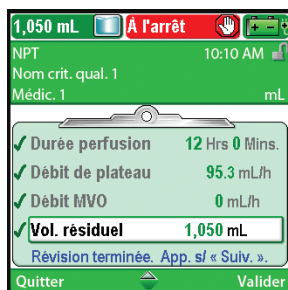 1,050 mL À l'arrêt
NPT 10:10 AM
Nom crit. qual. 1
Médic. 1 mL
Durée perfusion 12 Hrs 0 Mins.
Débit de plateau 95.3 mL/h
Débit MVO 0 mL/h
Vol. résiduel 1,050 mL
Révision terminée. App. s/ « Suiv. ».
Quitter Valider